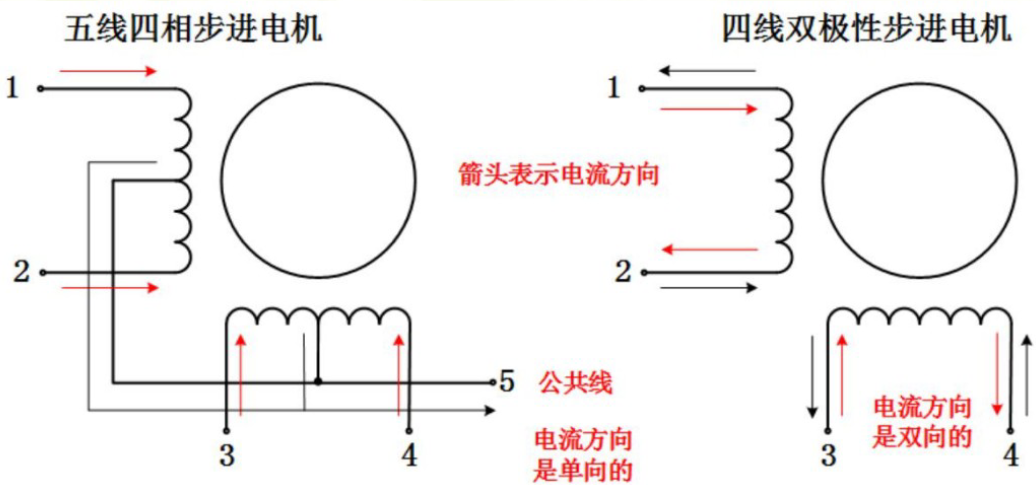 五线四相步进电机
四线双极性步进电机
1
2
3
4
5
公共线
电流方向
是单向的
箭头表示电流方向
1
2
3
4
电流方向
是双向的